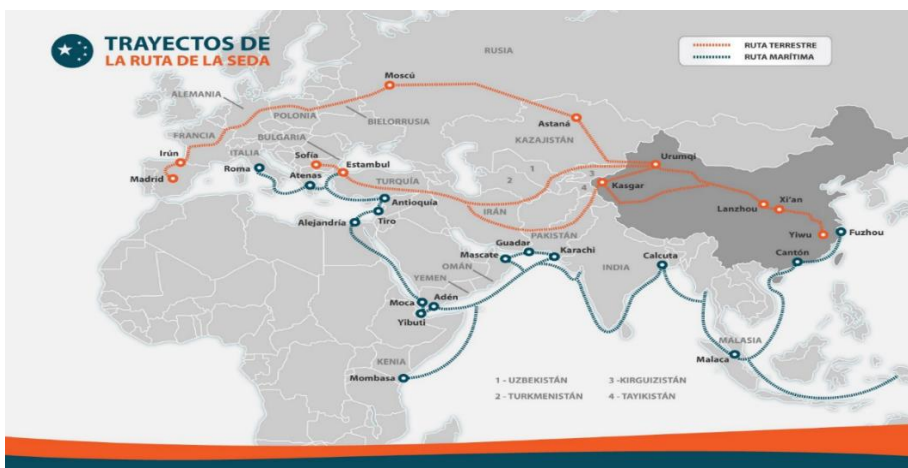 TRAYECTOS DE
LA RUTA DE LA SEDA
RUTA TERRESTRE
RUTA MARÍTIMA
RUSIA
Moscú
ALEMANIA
POLONIA
BIELORRUSIA
Astaná
KAZAJISTÁN
FRANCIA
BULGARIA
Irún
ITALIA
Sofía
Estambul
Urumqi
Roma
Madrid
Atenas
TURQUÍA
1
2
3
4
Kasgar
Antioquía
IRÁN
Lanzhou
Xi'an
Alejandría
Tiro
PAKISTÁN
Yiwu
Fuzhou
Guadar
Mascate
Karachi
INDIA
Calcuta
Cantón
OMÁN
YEMEN
Moca
Adén
Yibuti
MALASIA
Malaca
KENIA
Mombasa
1 - UZBEKISTÁN
3 -KIRGUIZISTÁN
2 - TURKMENISTÁN
4 -TAYIKISTÁN